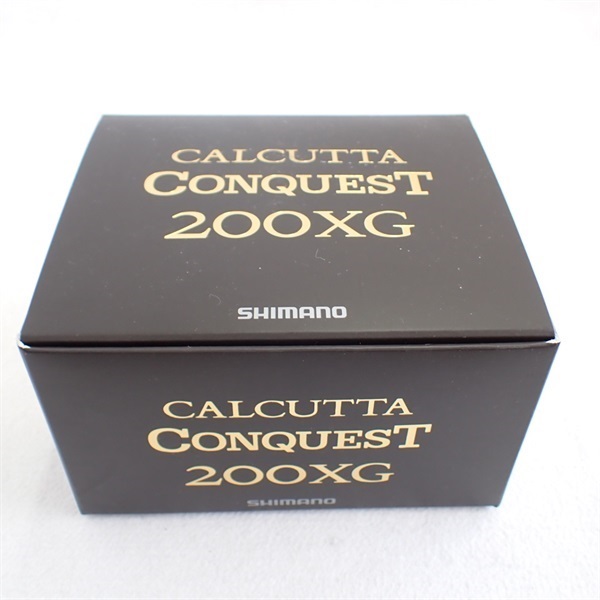 CALCUTTA
CONQUEST
200XG
SHIMANO
CALCUTTA
CONQUEST
200XG
SHIMANO